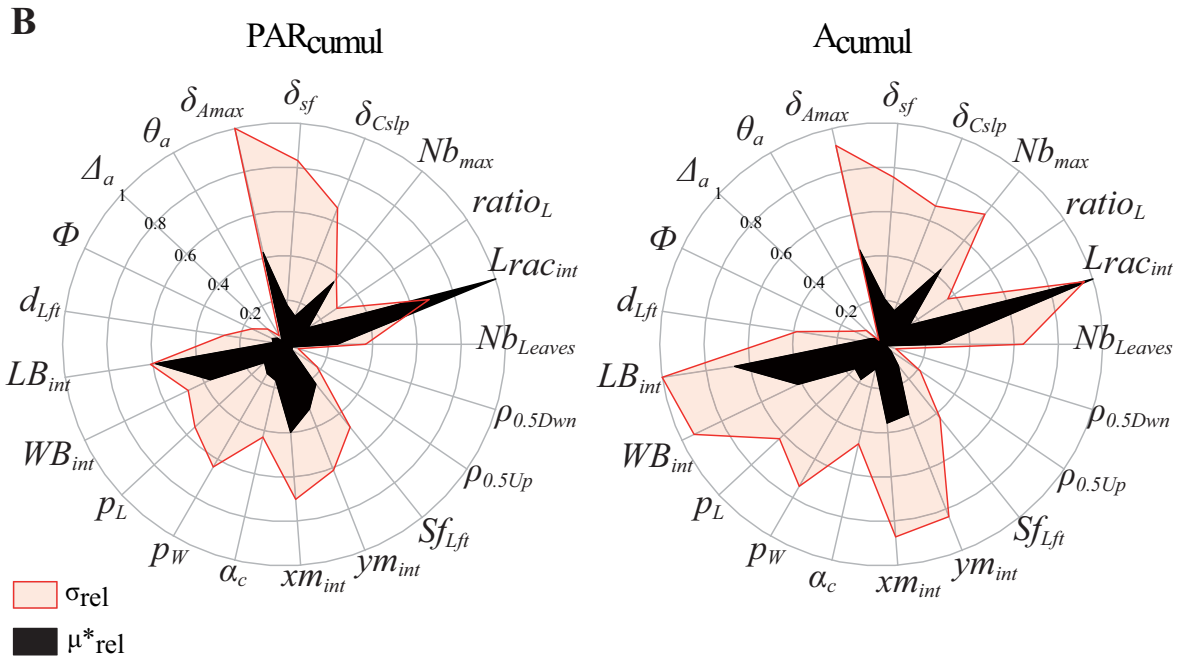 B
PARcumul
Acumul
δAmax
δsf
δCslp
Nbmax
ratioL
Lracint
NbLeaves
ρ0.5Dwn
ρ0.5Up
SfLft
ymint
xmint
αc
pW
pL
WBint
LBint
dLft
Φ
Δa
θa
1
0.8
0.6
0.4
0.2
δAmax
δsf
δCslp
Nbmax
ratioL
Lracint
NbLeaves
ρ0.5Dwn
ρ0.5Up
SfLft
ymint
xmint
αc
pW
pL
WBint
LBint
dLft
Φ
Δa
θa
1
0.8
0.6
0.4
0.2
σrel
μ*rel